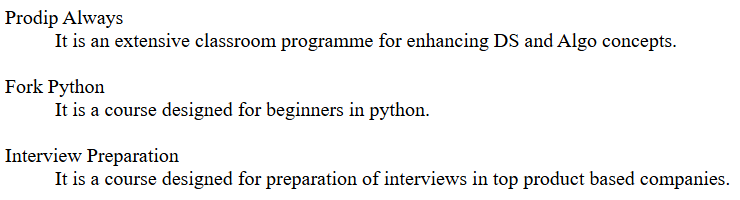 Prodip Always
It is an extensive classroom programme for enhancing DS and Algo concepts.
Fork Python
It is a course designed for beginners in python.
Interview Preparation
It is a course designed for preparation of interviews in top product based companies.